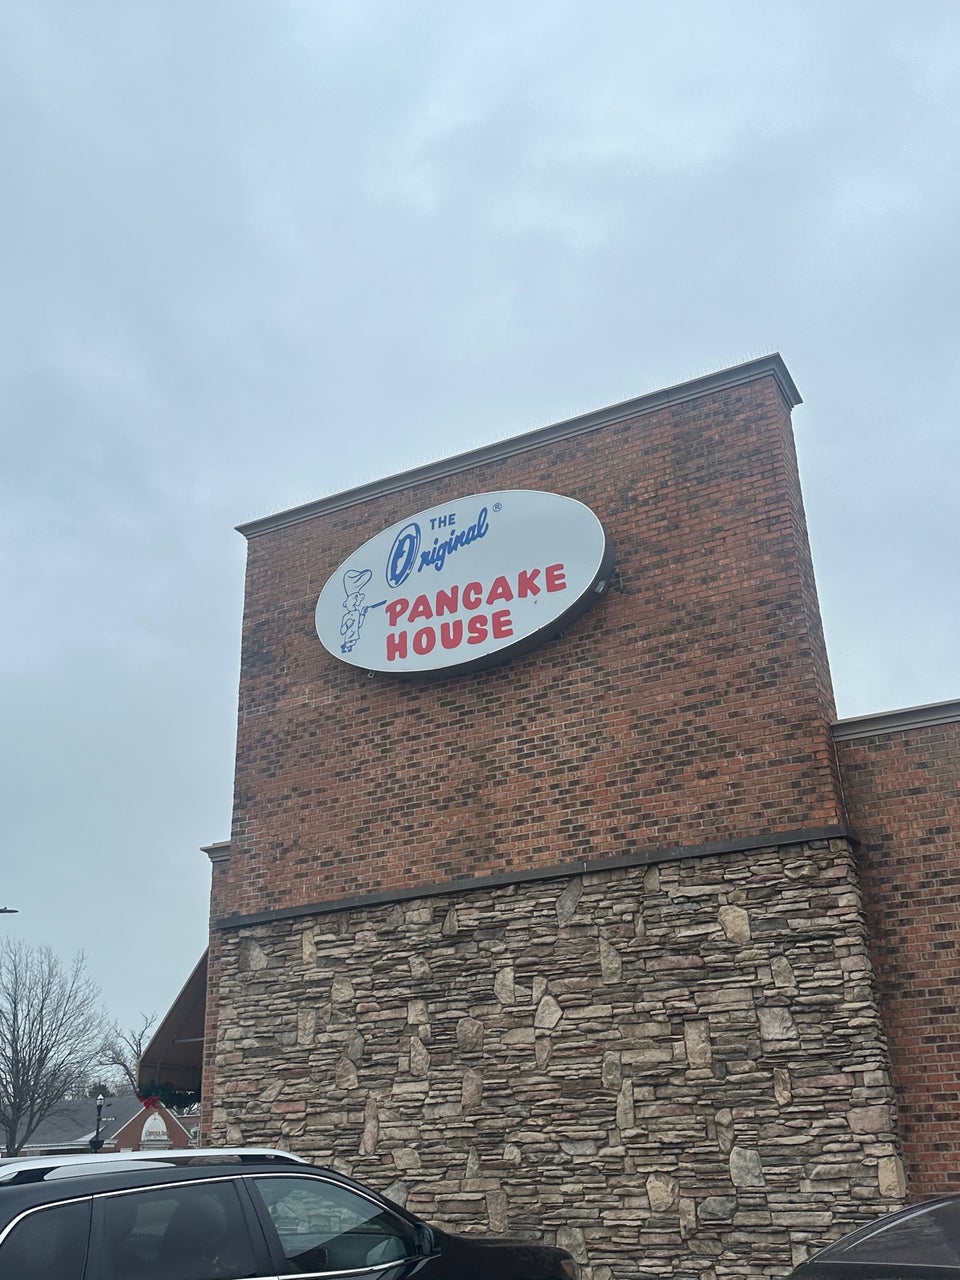 THE
Original ®
PANCAKE
HOUSE